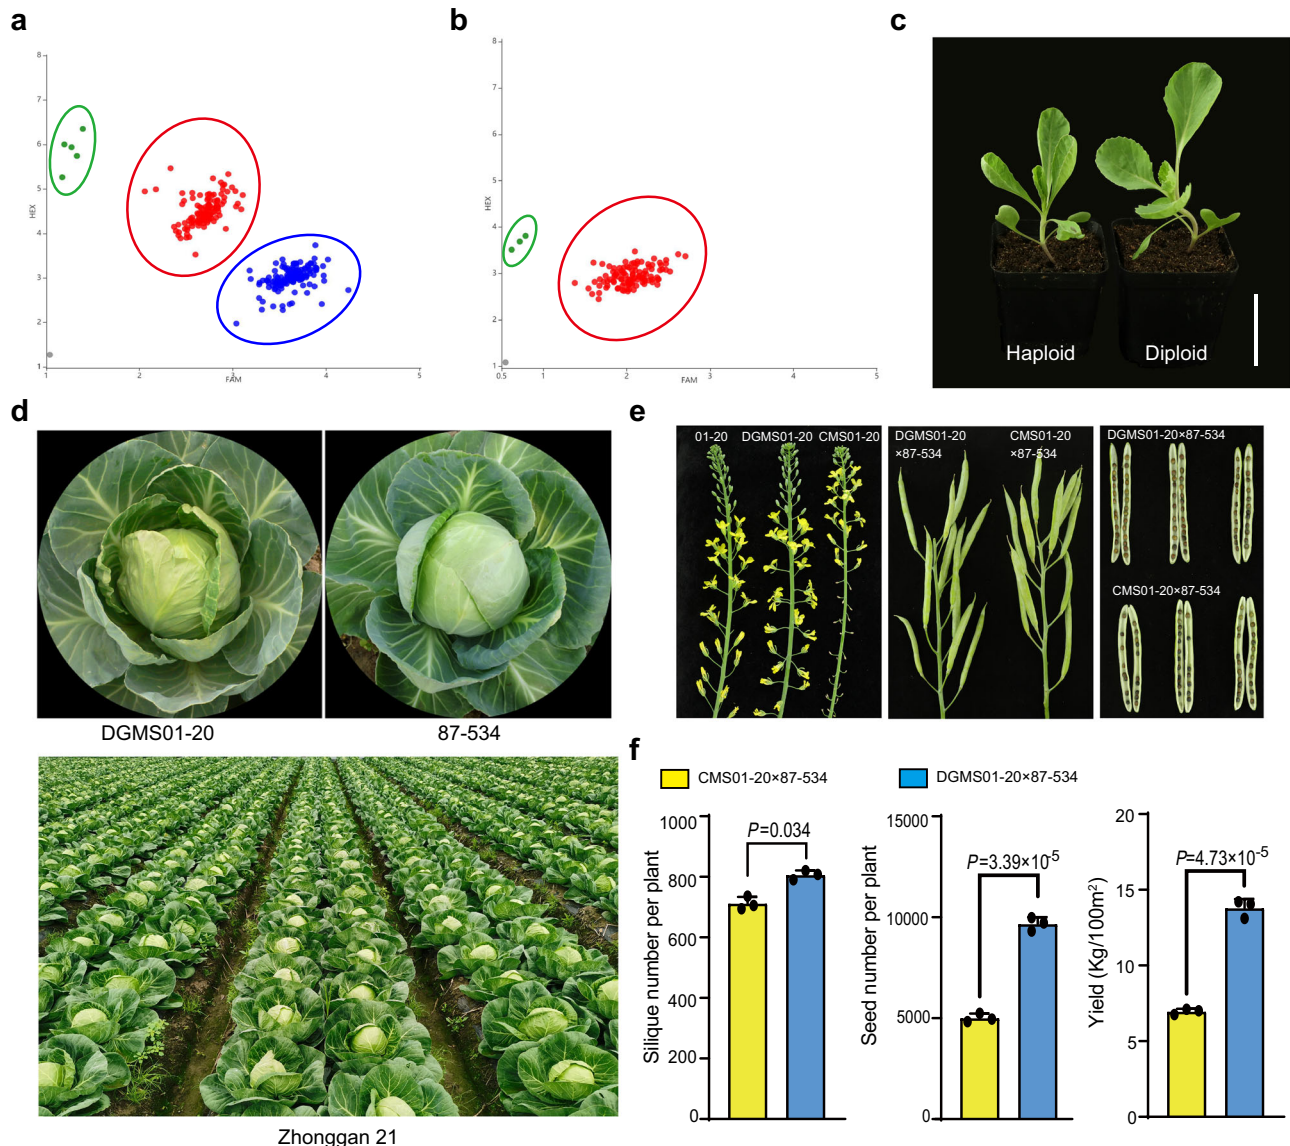 a
8
7
6
5
4
3
2
1
HEX
1
2
3
4
5
FAM
b
8
7
6
5
4
3
2
1
HEX
0.5
1
2
3
4
5
FAM
c
Haploid
Diploid
d
DGMS01-20
87-534
Zhonggan 21
e
01-20
DGMS01-20
CMS01-20
DGMS01-20
×87-534
CMS01-20
×87-534
DGMS01-20×87-534
CMS01-20×87-534
f
CMS01-20×87-534
DGMS01-20×87-534
Silique number per plant
1000
800
600
400
200
0
P=0.034
Seed number per plant
15000
10000
5000
0
P=3.39×10-5
Yield (Kg/100m²)
20
15
10
5
0
P=4.73×10-5